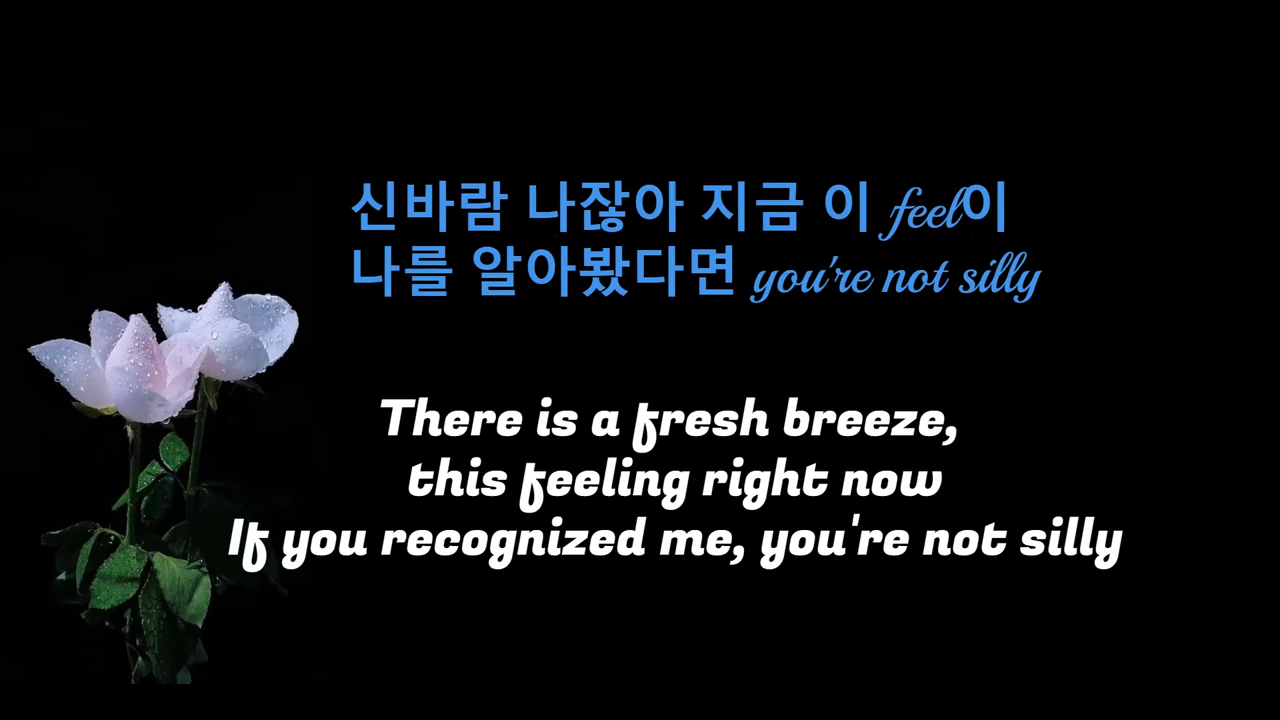 신바람 나잖아 지금 이 feel이
나를 알아봤다면 you're not silly
There is a fresh breeze,
this feeling right now
If you recognized me, you're not silly